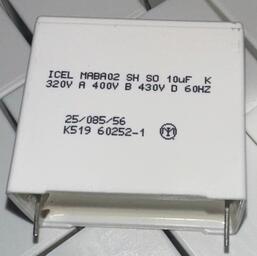 ICEL MABA02 SH SO 10uF K
320V A 400V B 430V D 60HZ
25/085/56
K519 60252-1